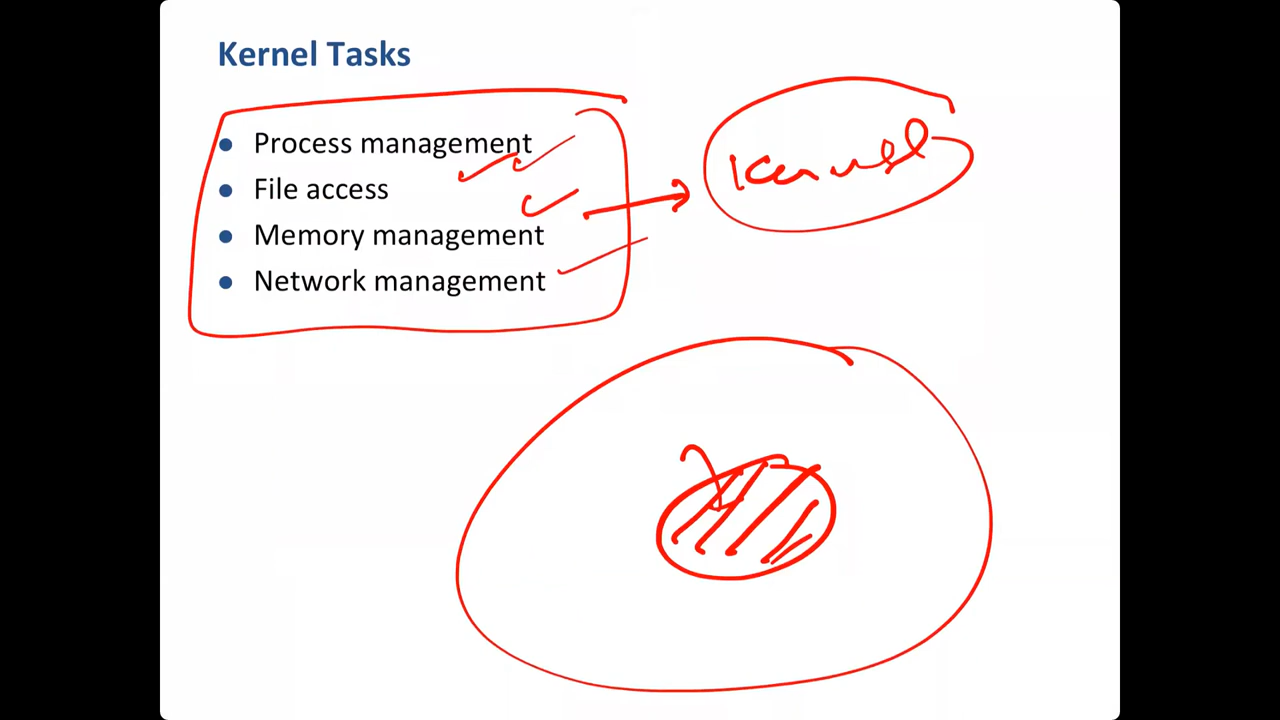 Kernel Tasks
● Process management
● File access
● Memory management
● Network management
Kernel